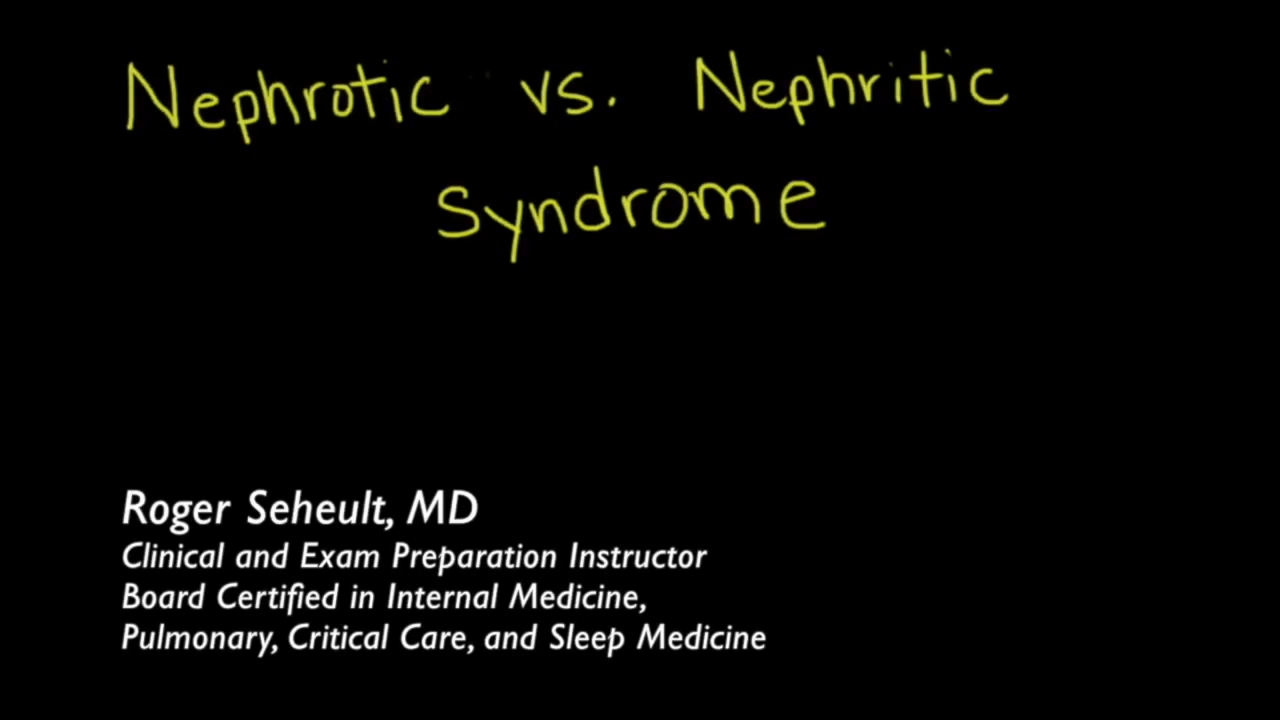 Nephrotic vs. Nephritic
Syndrome
Roger Seheult, MD
Clinical and Exam Preparation Instructor
Board Certified in Internal Medicine,
Pulmonary, Critical Care, and Sleep Medicine